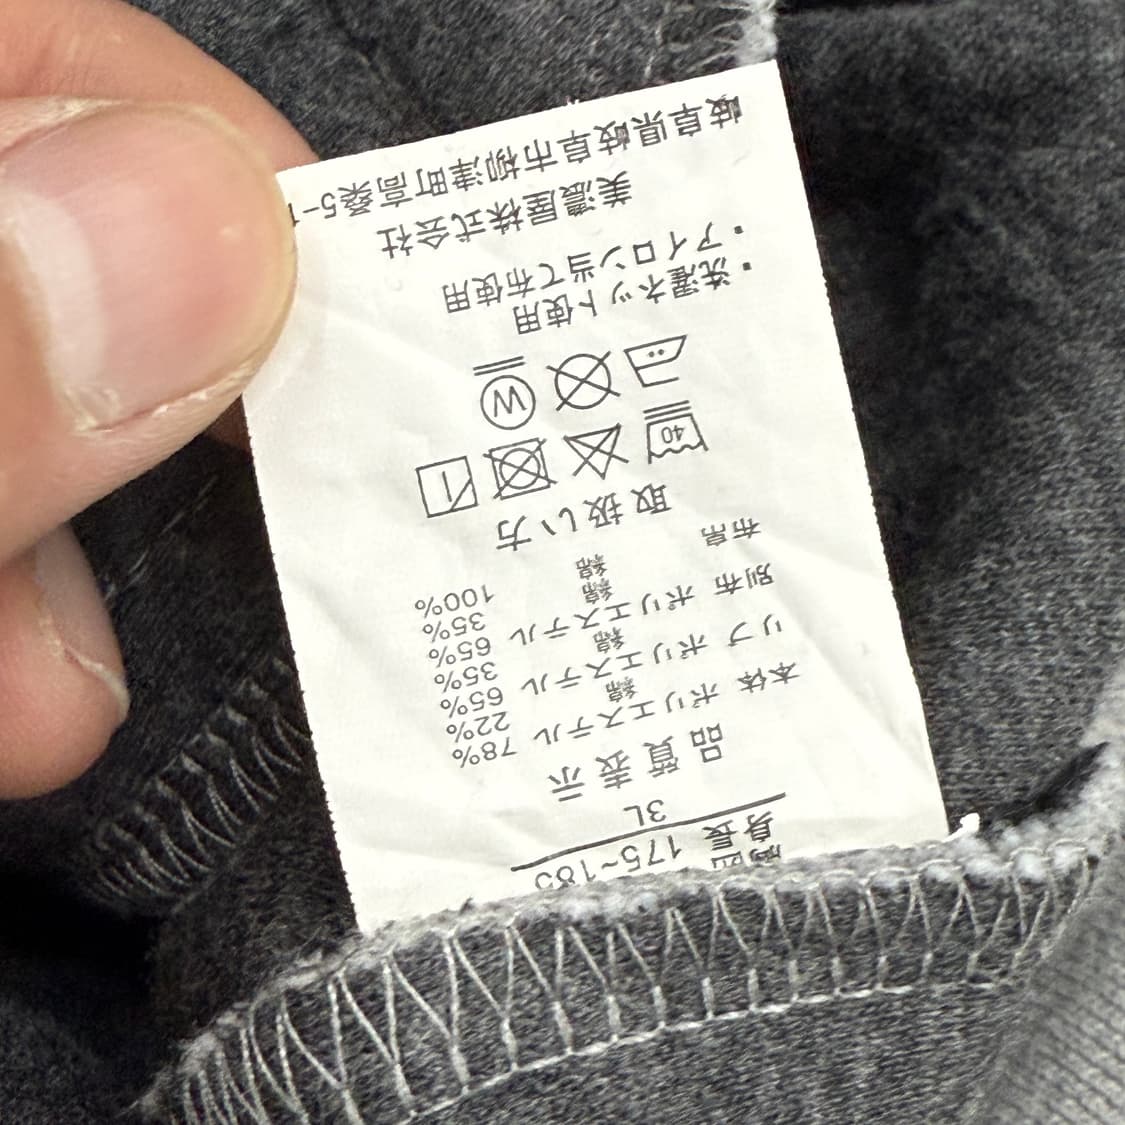 胸囲
身長 175~185
3L
品質表示
本体 ポリエステル 78%
綿 22%
リブ ポリエステル 65%
綿 35%
別布 ポリエステル 65%
綿 35%
布帛 綿 100%
取扱い方
40
W
・洗濯ネット使用
・アイロン当て布使用
美濃屋株式会社
岐阜県岐阜市柳津町高桑5-